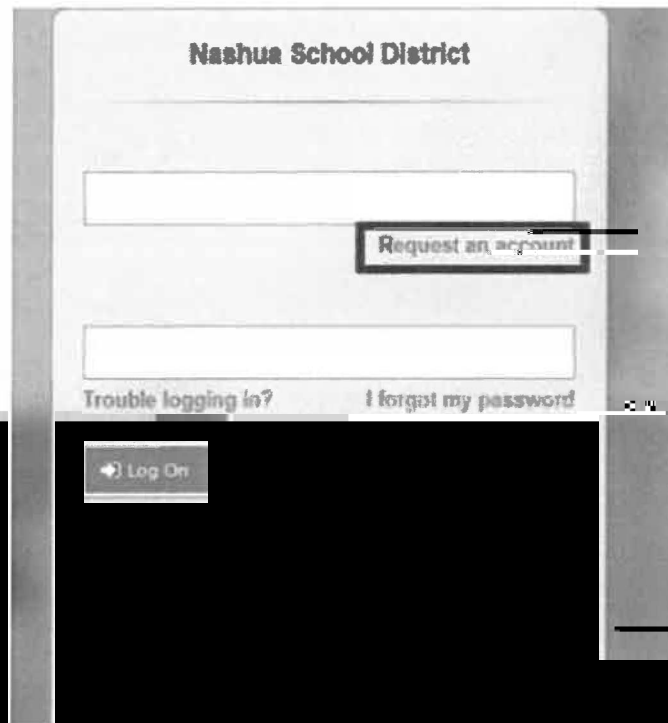 Nashua School District
Request an account
Trouble logging in? I forgot my password
Log On